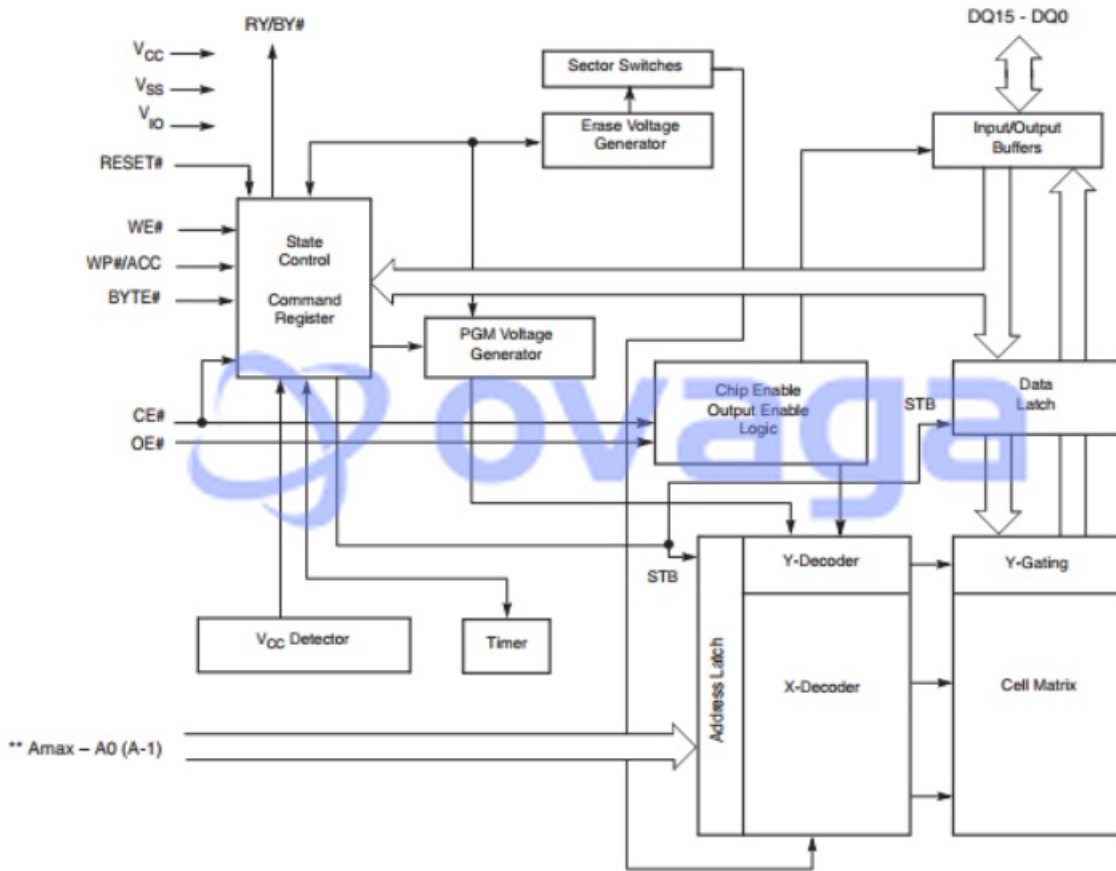 RY/BY#
DQ15 - DQ0
VCC
VSS
VIO
RESET#
WE#
WP#/ACC
BYTE#
CE#
OE#
Sector Switches
Erase Voltage
Generator
Input/Output
Buffers
State
Control
Command
Register
PGM Voltage
Generator
Chip Enable
Output Enable
Logic
STB
Data
Latch
ovaga
STB
Y-Decoder
Y-Gating
VCC Detector
Timer
Address Latch
X-Decoder
Cell Matrix
** Amax – A0 (A-1)